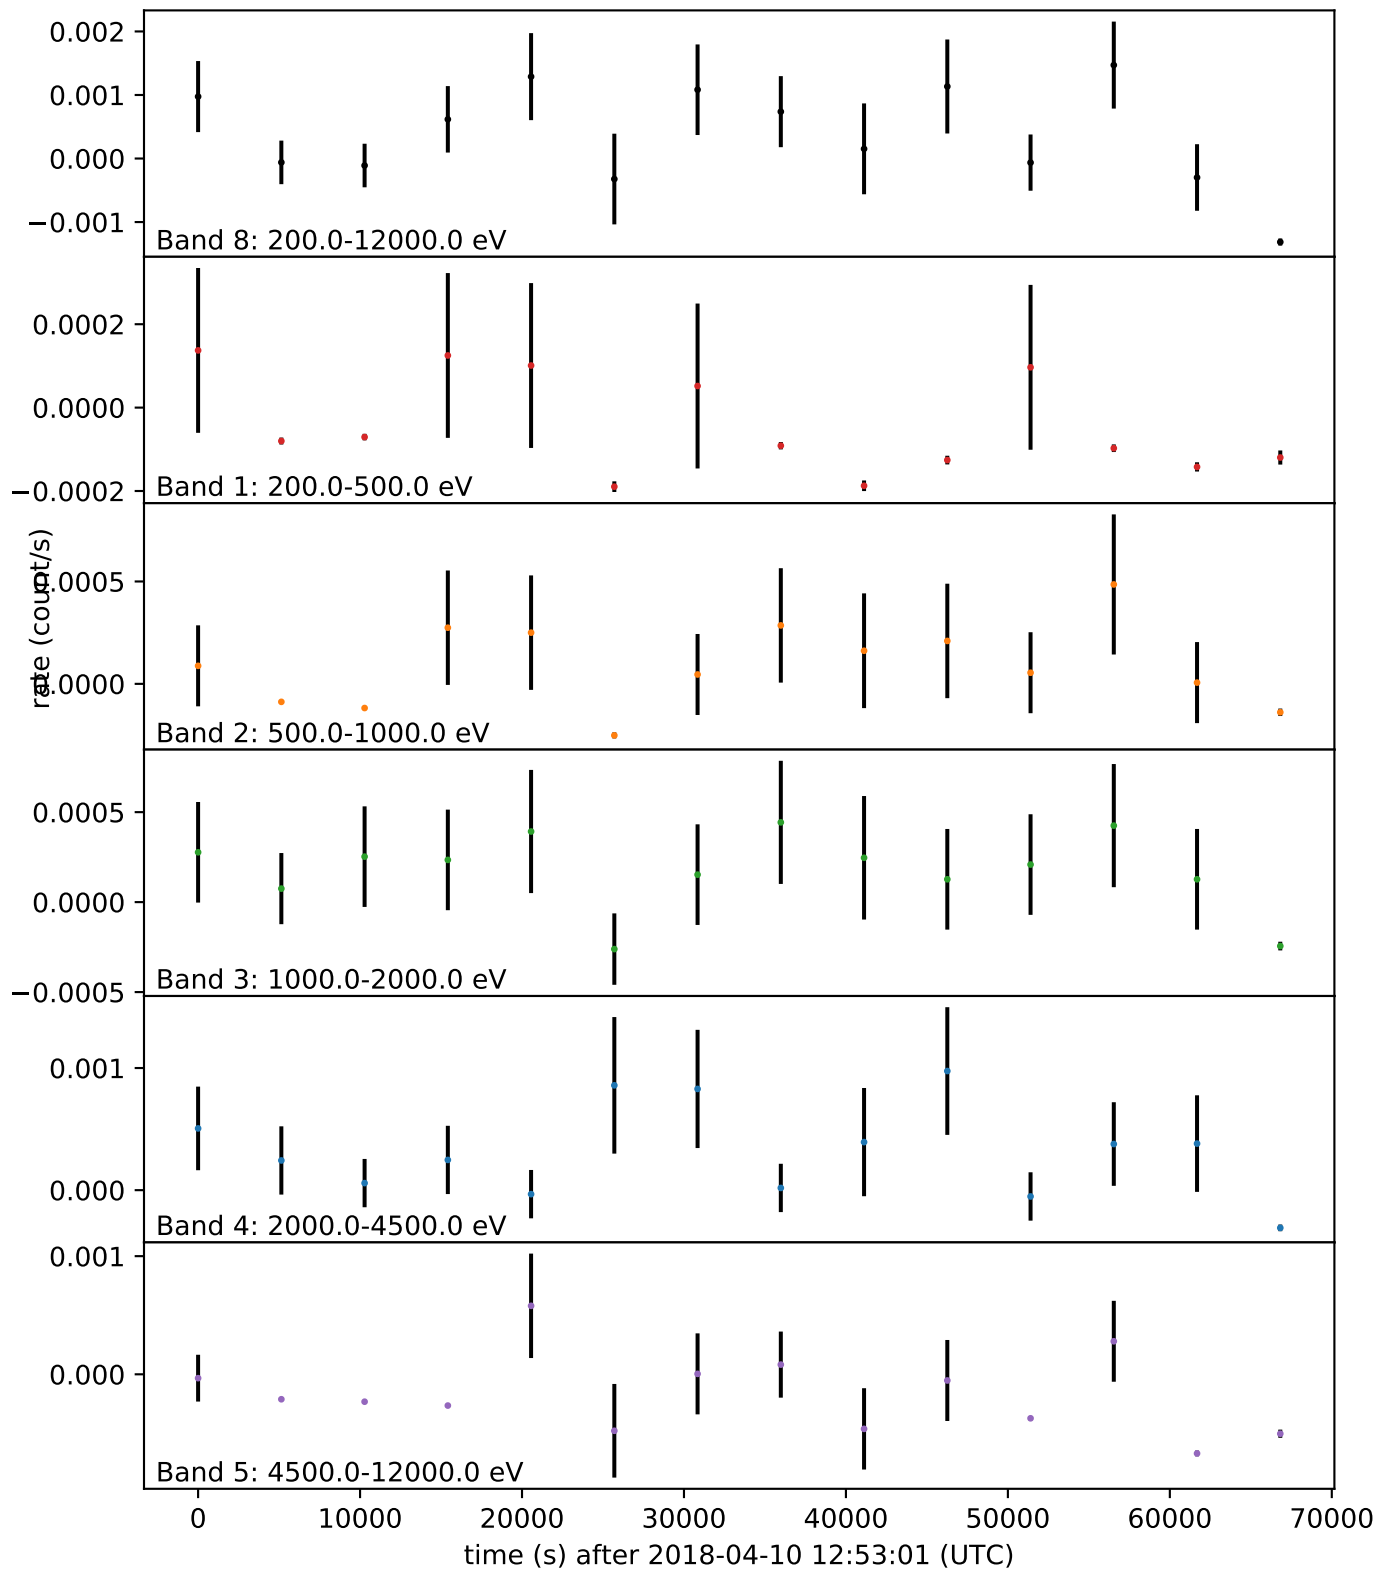 0.002
0.001
0.000
−0.001
Band 8: 200.0-12000.0 eV
0.0002
0.0000
−0.0002
Band 1: 200.0-500.0 eV
rate (count/s)
0.0005
0.0000
Band 2: 500.0-1000.0 eV
0.0005
0.0000
−0.0005
Band 3: 1000.0-2000.0 eV
0.001
0.000
Band 4: 2000.0-4500.0 eV
0.001
0.000
Band 5: 4500.0-12000.0 eV
0 10000 20000 30000 40000 50000 60000 70000
time (s) after 2018-04-10 12:53:01 (UTC)